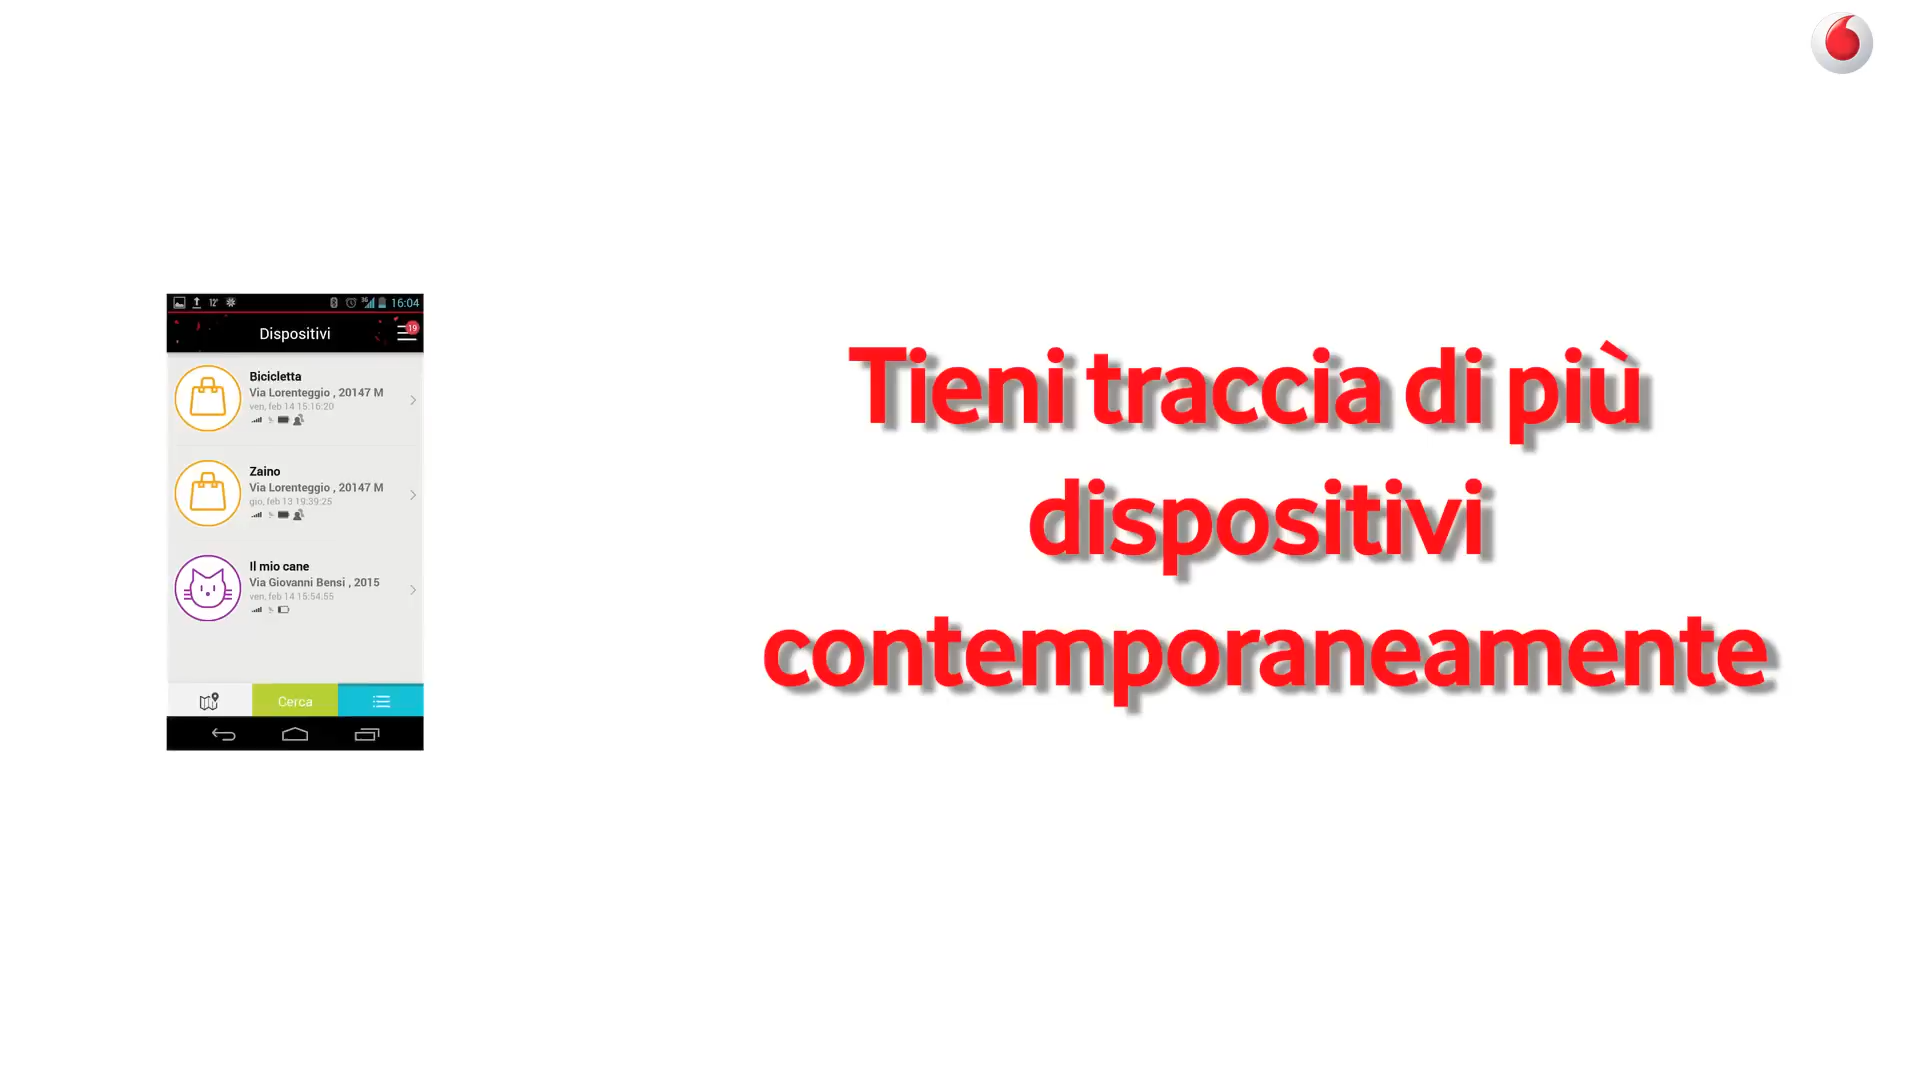 12°
3G
16:04
Dispositivi
19
Bicicletta
Via Lorenteggio , 20147 M
ven, feb 14 15:16:20
Zaino
Via Lorenteggio , 20147 M
gio, feb 13 19:39:25
Il mio cane
Via Giovanni Bensi , 2015
ven, feb 14 15:54:55
Cerca
Tieni traccia di più
dispositivi
contemporaneamente